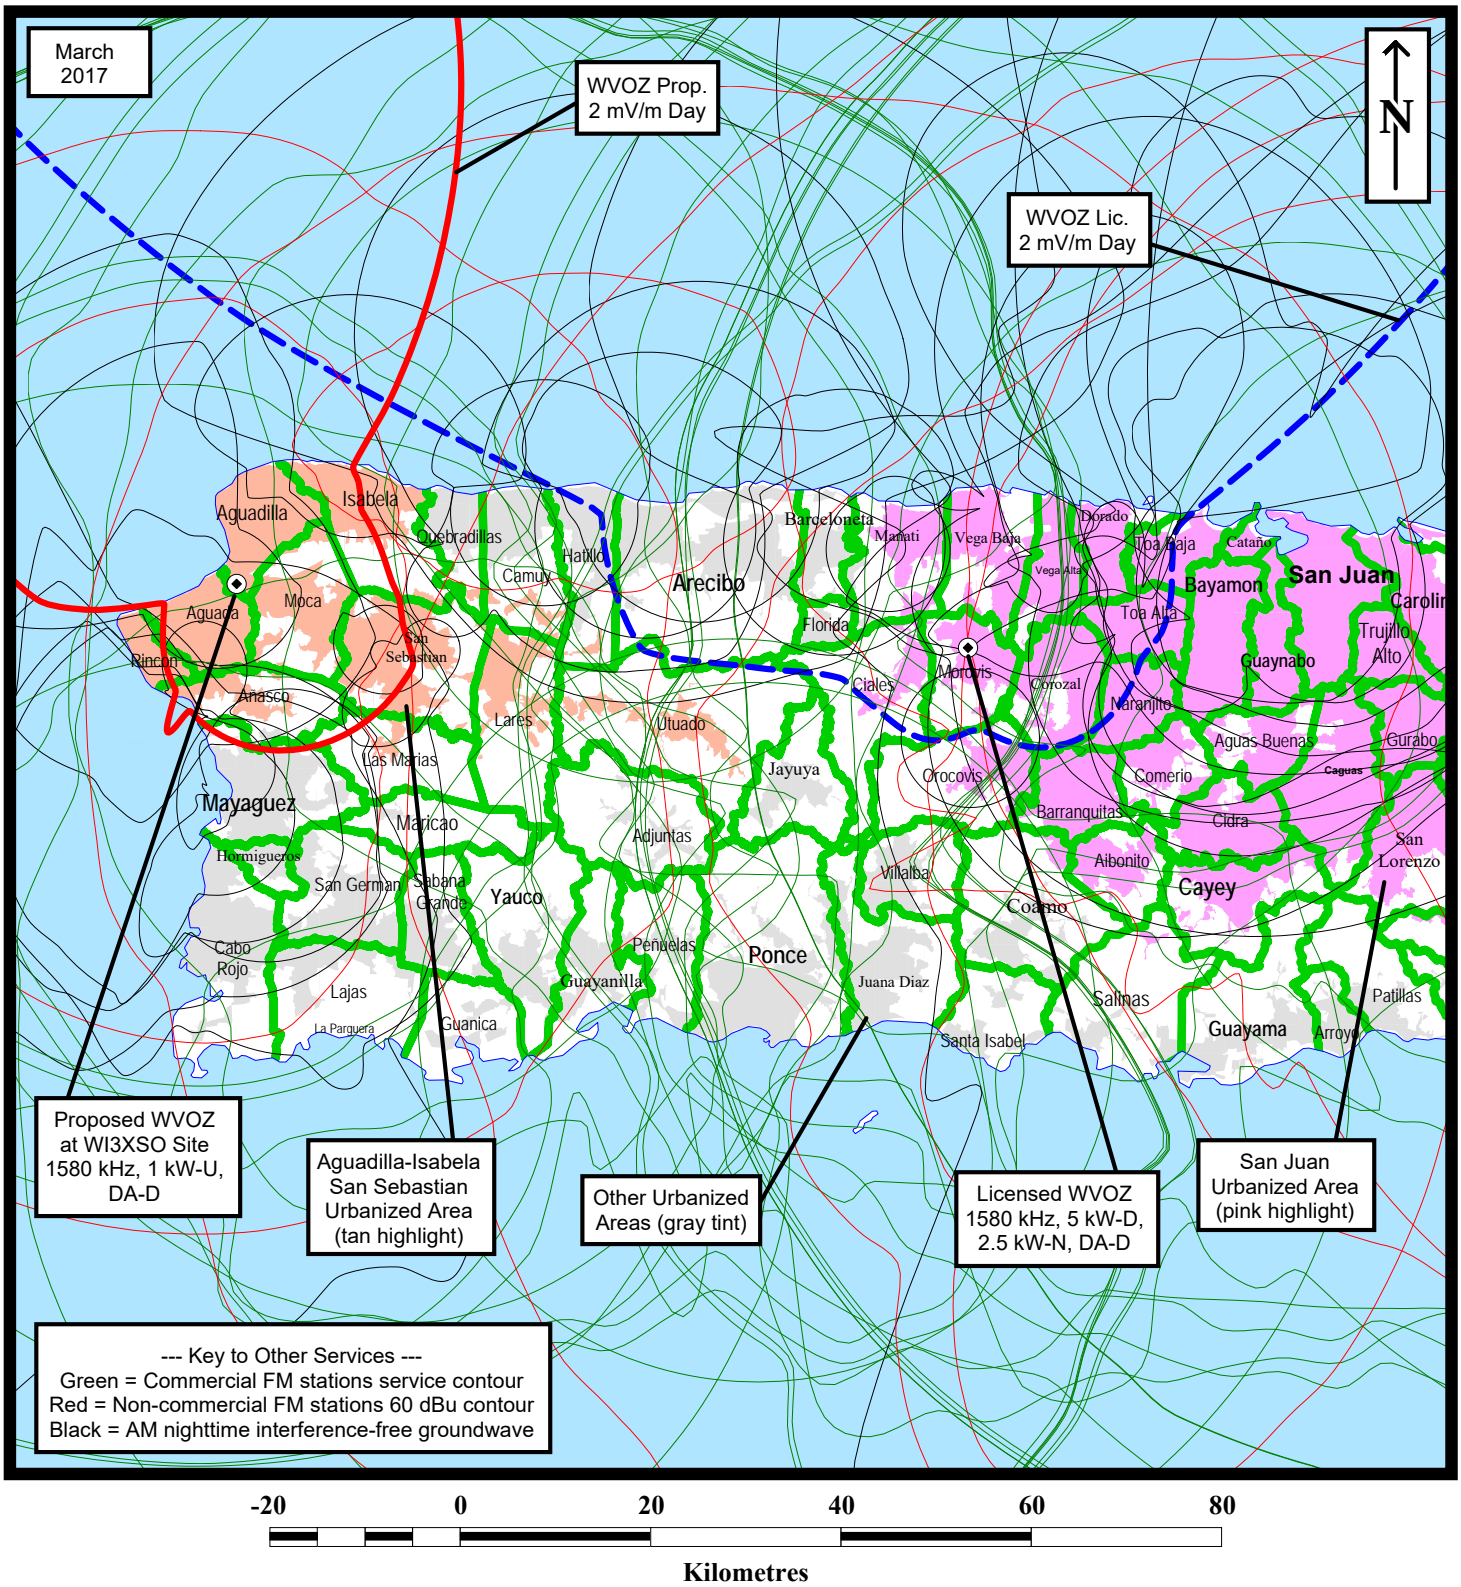 March
2017
WVOZ Prop.
2 mV/m Day
N
WVOZ Lic.
2 mV/m Day
Isabela
Aguadilla
Quebradillas
Hatillo
Camuy
Arecibo
Barceloneta
Manati
Vega Baja
Dorado
Toa Baja
Cataño
Vega Alta
Bayamon
San Juan
Carolin
Aguada
Moca
San
Sebastian
Florida
Toa Alta
Trujillo
Alto
Rincon
Añasco
Lares
Utuado
Ciales
Morovis
Corozal
Naranjito
Guaynabo
Aguas Buenas
Gurabo
Las Marias
Jayuya
Orocovis
Comerio
Caguas
Mayaguez
Maricao
Adjuntas
Barranquitas
Cidra
San
Lorenzo
Hormigueros
San German
Sabana
Grande
Yauco
Villalba
Aibonito
Cayey
Coamo
Cabo
Rojo
Peñuelas
Ponce
Guayanilla
Juana Diaz
Lajas
Salinas
Patillas
La Parguera
Guanica
Santa Isabel
Guayama
Arroyo
Proposed WVOZ
at WI3XSO Site
1580 kHz, 1 kW-U,
DA-D
Aguadilla-Isabela
San Sebastian
Urbanized Area
(tan highlight)
Other Urbanized
Areas (gray tint)
Licensed WVOZ
1580 kHz, 5 kW-D,
2.5 kW-N, DA-D
San Juan
Urbanized Area
(pink highlight)
--- Key to Other Services ---
Green = Commercial FM stations service contour
Red = Non-commercial FM stations 60 dBu contour
Black = AM nighttime interference-free groundwave
-20 0 20 40 60 80
Kilometres